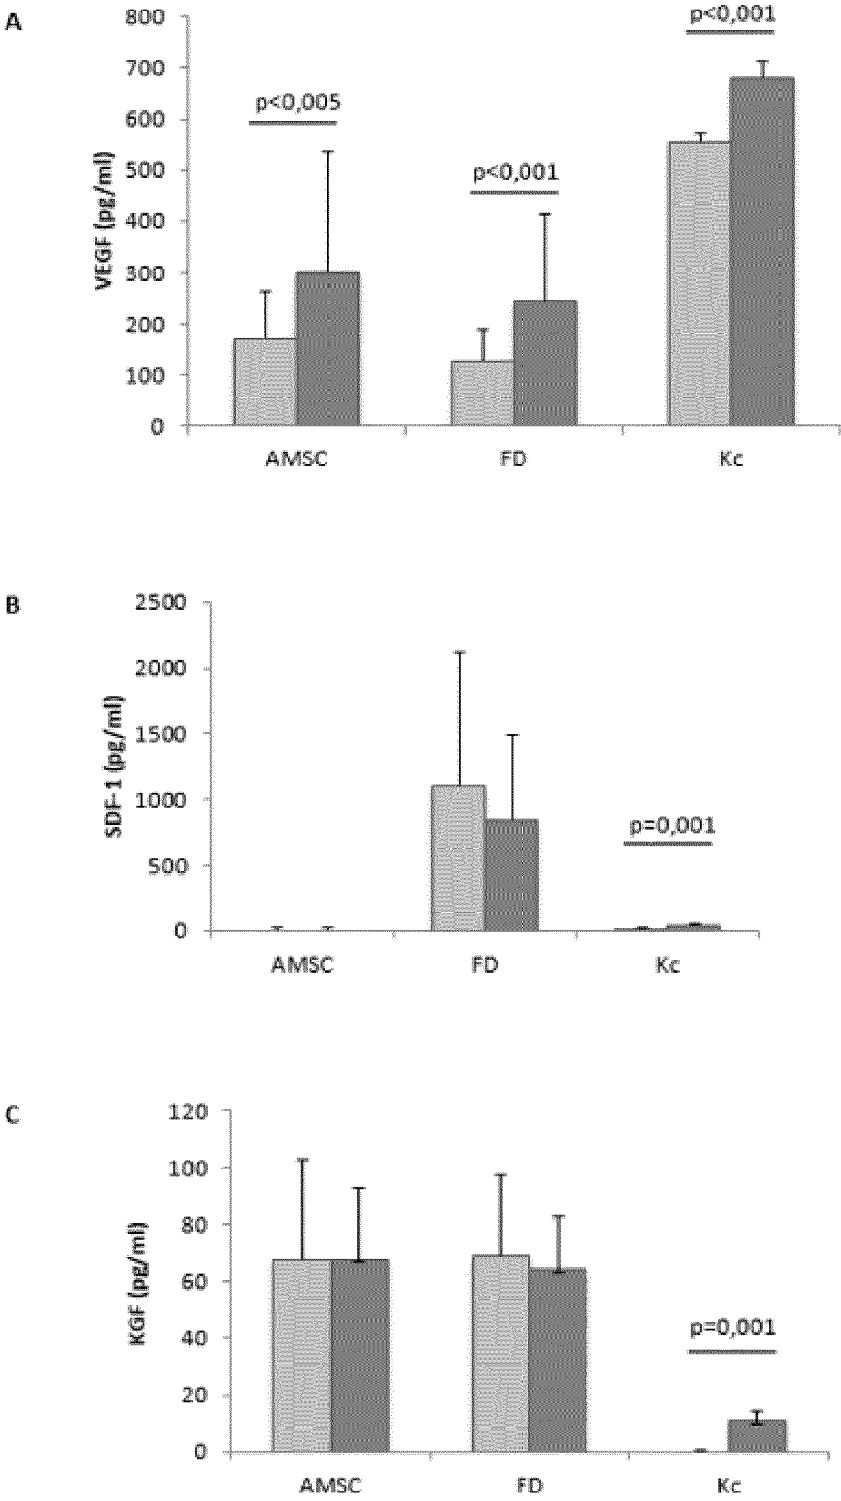 A
VEGF (pg/ml)
800
700
600
500
400
300
200
100
0
p<0,005
p<0,001
p<0,001
AMSC FD Kc
B
SDF-1 (pg/ml)
2500
2000
1500
1000
500
0
p=0,001
AMSC FD Kc
C
KGF (pg/ml)
120
100
80
60
40
20
0
p=0,001
AMSC FD Kc